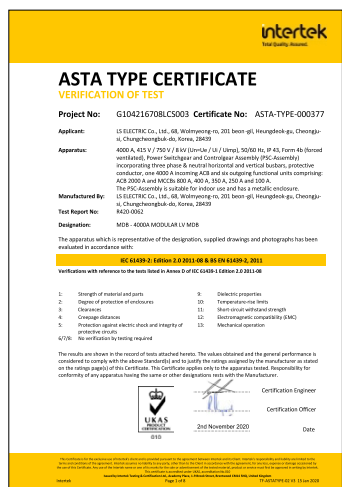 intertek
Total Quality. Assured.
ASTA TYPE CERTIFICATE
VERIFICATION OF TEST
Project No: G104216708LCS003 Certificate No: ASTA-TYPE-000377
Applicant: LS ELECTRIC Co., Ltd., 68, Wolmyeong-ro, 201 beon-gil, Heungdeok-gu, Cheongju-
si, Chungcheongbuk-do, Korea, 28439
Apparatus: 4000 A, 415 V / 750 V / 8 kV (Un=Ue / Ui / Uimp), 50/60 Hz, IP 43, Form 4b (forced
ventilated), Power Switchgear and Controlgear Assembly (PSC-Assembly)
incorporating three phase & neutral horizontal and vertical busbars, protective
conductor, one 4000 A incoming ACB and six outgoing functional units comprising:
ACB 2000 A and MCCBs 800 A, 400 A, 350 A, 250 A and 100 A.
The PSC-Assembly is suitable for indoor use and has a metallic enclosure.
Manufactured By: LS ELECTRIC Co., Ltd., 68, Wolmyeong-ro, 201 beon-gil, Heungdeok-gu, Cheongju-
si, Chungcheongbuk-do, Korea, 28439
Test Report No: R420-0062
Designation: MDB - 4000A MODULAR LV MDB
The apparatus which is representative of the designation, supplied drawings and photographs has been
evaluated in accordance with:
IEC 61439-2: Edition 2.0 2011-08 & BS EN 61439-2, 2011
Verifications with reference to the tests listed in Annex D of IEC 61439-1 Edition 2.0 2011-08
1: Strength of material and parts 9: Dielectric properties
2: Degree of protection of enclosures 10: Temperature-rise limits
3: Clearances 11: Short-circuit withstand strength
4: Creepage distances 12: Electromagnetic compatibility (EMC)
5: Protection against electric shock and integrity of 13: Mechanical operation
protective circuits
6/7/8: No verification by testing required
The results are shown in the record of tests attached hereto. The values obtained and the general performance is
considered to comply with the above Standard(s) and to justify the ratings assigned by the manufacturer as stated
on the ratings page(s) of this Certificate. This Certificate applies only to the apparatus tested. Responsibility for
conformity of any apparatus having the same or other designations rests with the Manufacturer.
Certification Engineer
Certification Officer
UKAS
PRODUCT
CERTIFICATION
010
2nd November 2020 Date
Intertek Page 1 of 8 TF-ASTATYPE-02 V3 15 Jan 2020